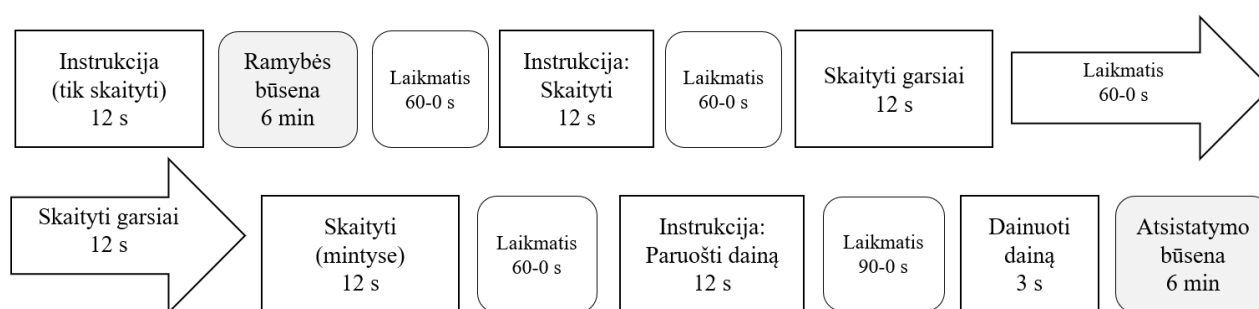 Instrukcija
(tik skaityti)
12 s
Ramybės
būsena
6 min
Laikmatis
60-0 s
Instrukcija:
Skaityti
12 s
Laikmatis
60-0 s
Skaityti garsiai
12 s
Laikmatis
60-0 s
Skaityti garsiai
12 s
Skaityti
(mintyse)
12 s
Laikmatis
60-0 s
Instrukcija:
Paruošti dainą
12 s
Laikmatis
90-0 s
Dainuoti
dainą
3 s
Atsistatymo
būsena
6 min